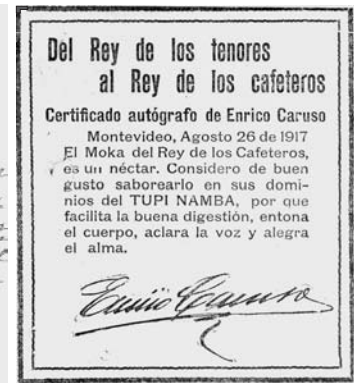 Del Rey de los tenores
al Rey de los cafeteros
Certificado autógrafo de Enrico Caruso
Montevideo, Agosto 26 de 1917
El Moka del Rey de los Cafeteros,
es un néctar. Considero de buen
gusto saborearlo en sus domi-
nios del TUPI NAMBA, por que
facilita la buena digestión, entona
el cuerpo, aclara la voz y alegra
el alma.
Enrico Caruso